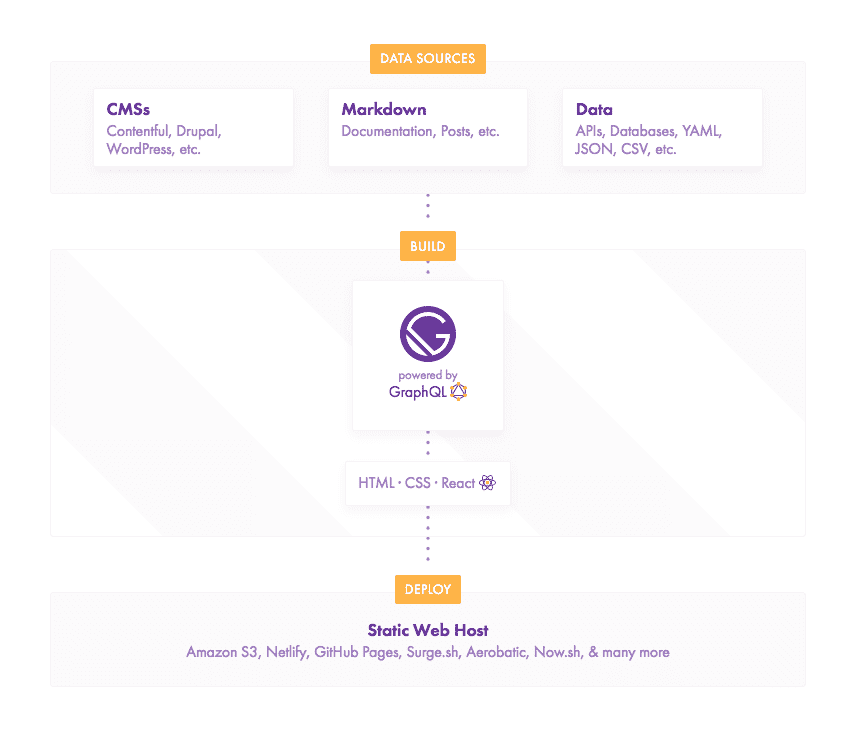 DATA SOURCES
CMSs
Contentful, Drupal,
WordPress, etc.
Markdown
Documentation, Posts, etc.
Data
APIs, Databases, YAML,
JSON, CSV, etc.
BUILD
powered by
GraphQL
HTML · CSS · React
DEPLOY
Static Web Host
Amazon S3, Netlify, GitHub Pages, Surge.sh, Aerobatic, Now.sh, & many more